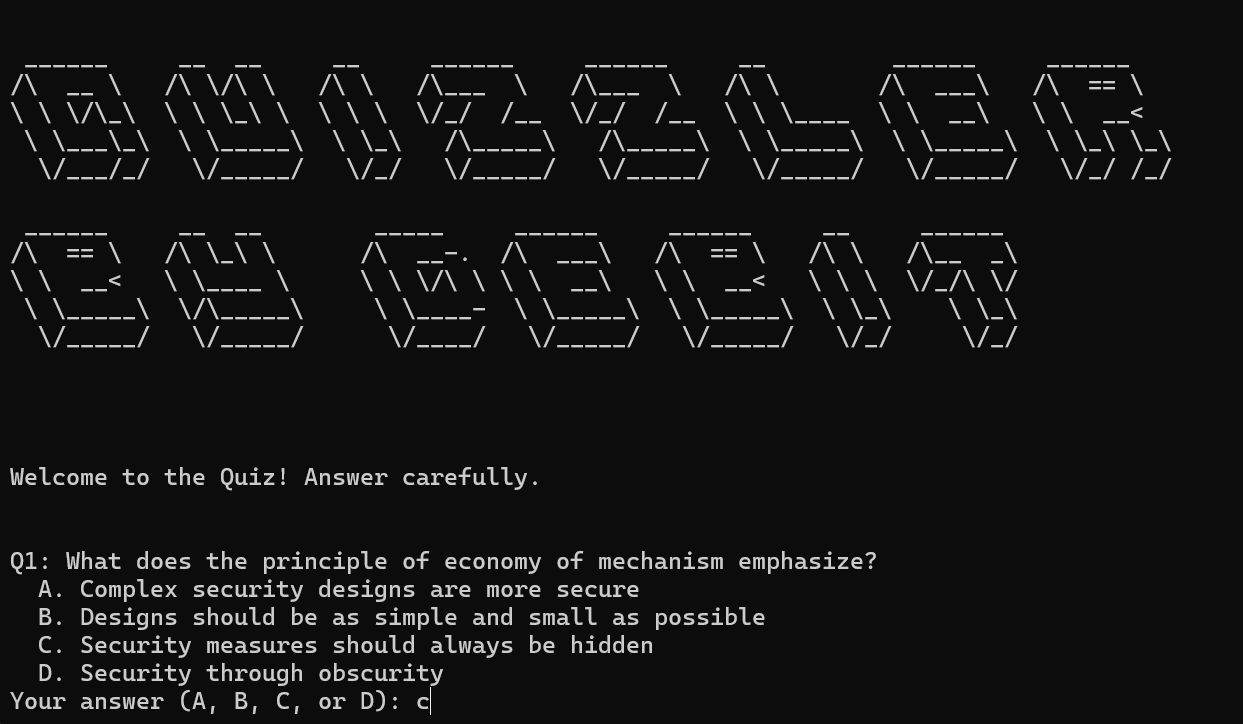 QUIZZLER
BY DEBIT
Welcome to the Quiz! Answer carefully.
Q1: What does the principle of economy of mechanism emphasize?
A. Complex security designs are more secure
B. Designs should be as simple and small as possible
C. Security measures should always be hidden
D. Security through obscurity
Your answer (A, B, C, or D): c